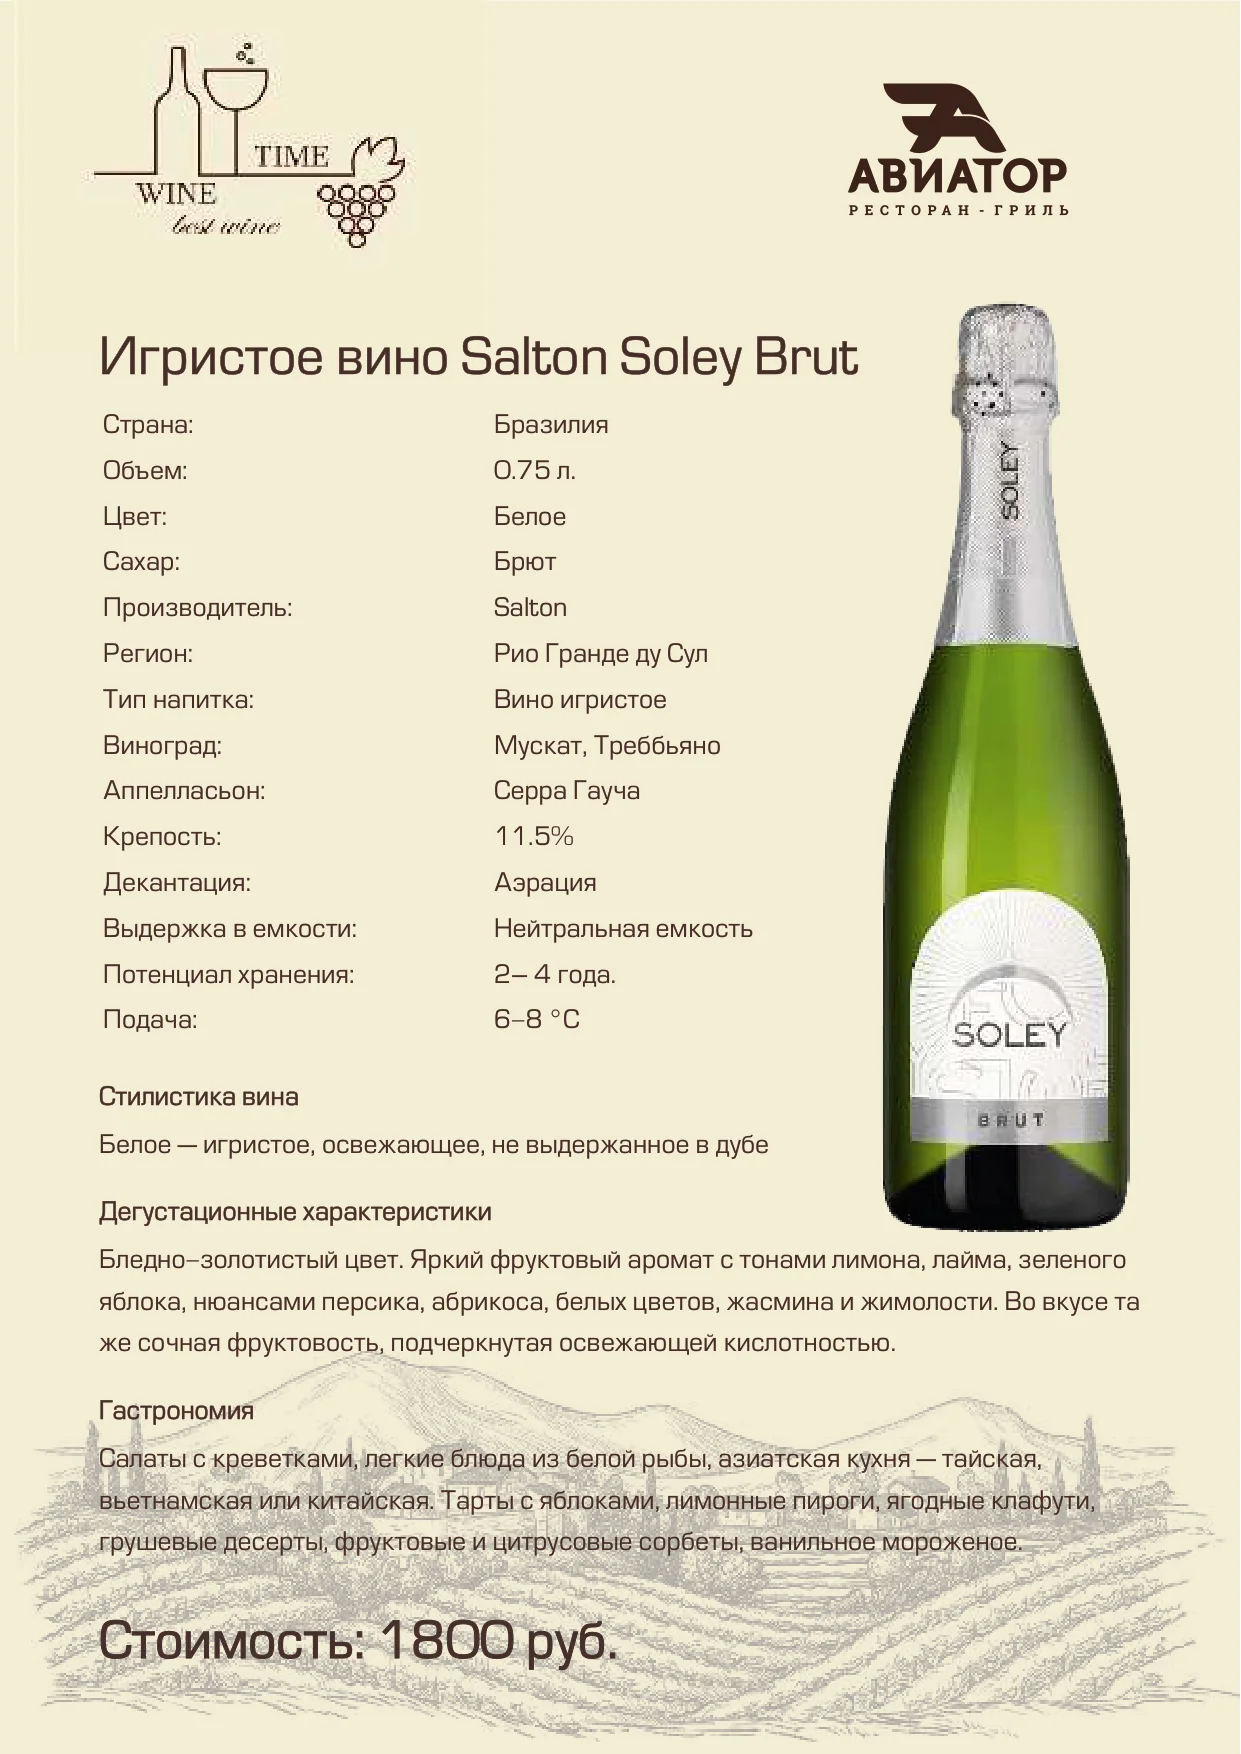 TIME
WINE
best wine
АВИАТОР
РЕСТОРАН - ГРИЛЬ
Игристое вино Salton Soley Brut
Страна: Бразилия
Объем: 0.75 л.
Цвет: Белое
Сахар: Брют
Производитель: Salton
Регион: Рио Гранде ду Сул
Тип напитка: Вино игристое
Виноград: Мускат, Треббьяно
Аппелласьон: Серра Гауча
Крепость: 11.5%
Декантация: Аэрация
Выдержка в емкости: Нейтральная емкость
Потенциал хранения: 2– 4 года.
Подача: 6–8 °C
SOLEY
SOLEY
BRUT
Стилистика вина
Белое — игристое, освежающее, не выдержанное в дубе
Дегустационные характеристики
Бледно–золотистый цвет. Яркий фруктовый аромат с тонами лимона, лайма, зеленого
яблока, нюансами персика, абрикоса, белых цветов, жасмина и жимолости. Во вкусе та
же сочная фруктовость, подчеркнутая освежающей кислотностью.
Гастрономия
Салаты с креветками, легкие блюда из белой рыбы, азиатская кухня — тайская,
вьетнамская или китайская. Тарты с яблоками, лимонные пироги, ягодные клафути,
грушевые десерты, фруктовые и цитрусовые сорбеты, ванильное мороженое.
Стоимость: 1800 руб.